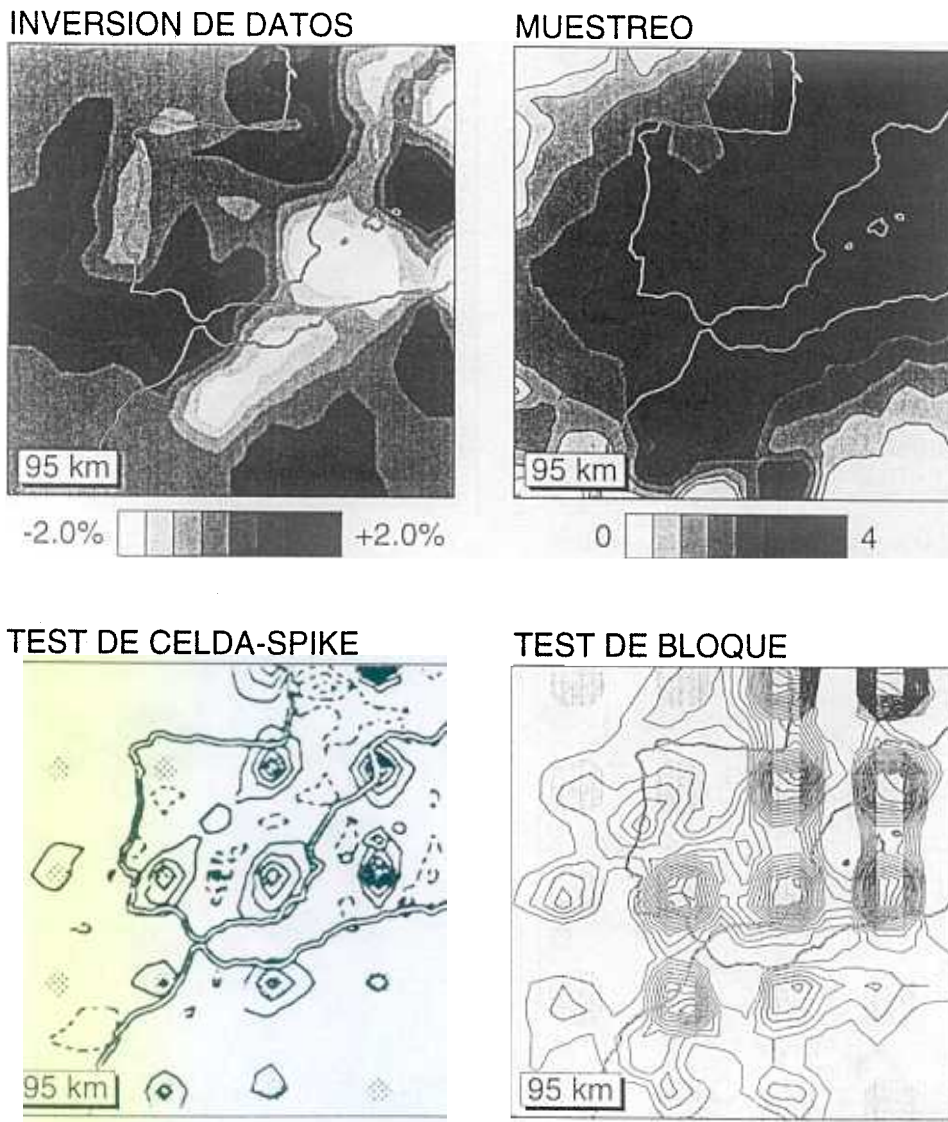 INVERSION DE DATOS
MUESTREO
95 km
95 km
-2.0% +2.0%
0 4
TEST DE CELDA-SPIKE
TEST DE BLOQUE
95 km
95 km